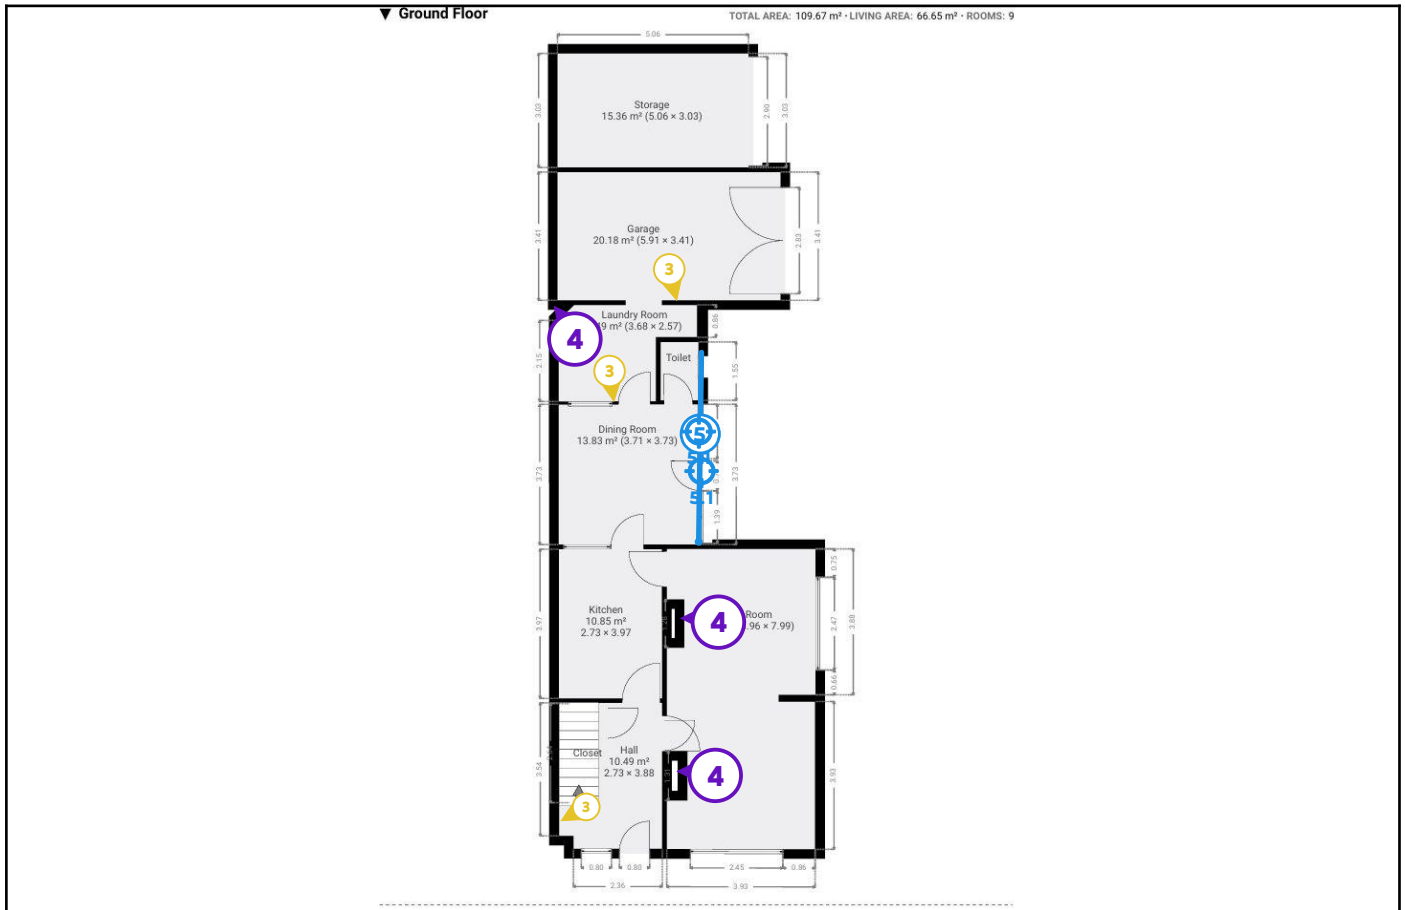 ▼ Ground Floor
TOTAL AREA: 109.67 m² · LIVING AREA: 66.65 m² · ROOMS: 9
5.06
Storage
15.36 m² (5.06 × 3.03)
3.03
2.90
3.03
Garage
20.18 m² (5.91 × 3.41)
3.41
2.83
3.41
3
Laundry Room
9 m² (3.68 × 2.57)
0.86
4
Toilet
2.15
3
1.55
Dining Room
13.83 m² (3.71 × 3.73)
5
3.73
3.73
5.1
1.39
Kitchen
10.85 m²
2.73 × 3.97
3.97
1.28
4
Room
.96 × 7.99)
0.75
2.47
3.88
0.66
Closet
Hall
10.49 m²
2.73 × 3.88
3.54
1.31
4
3.93
3
0.80
0.80
2.45
0.86
2.36
3.93